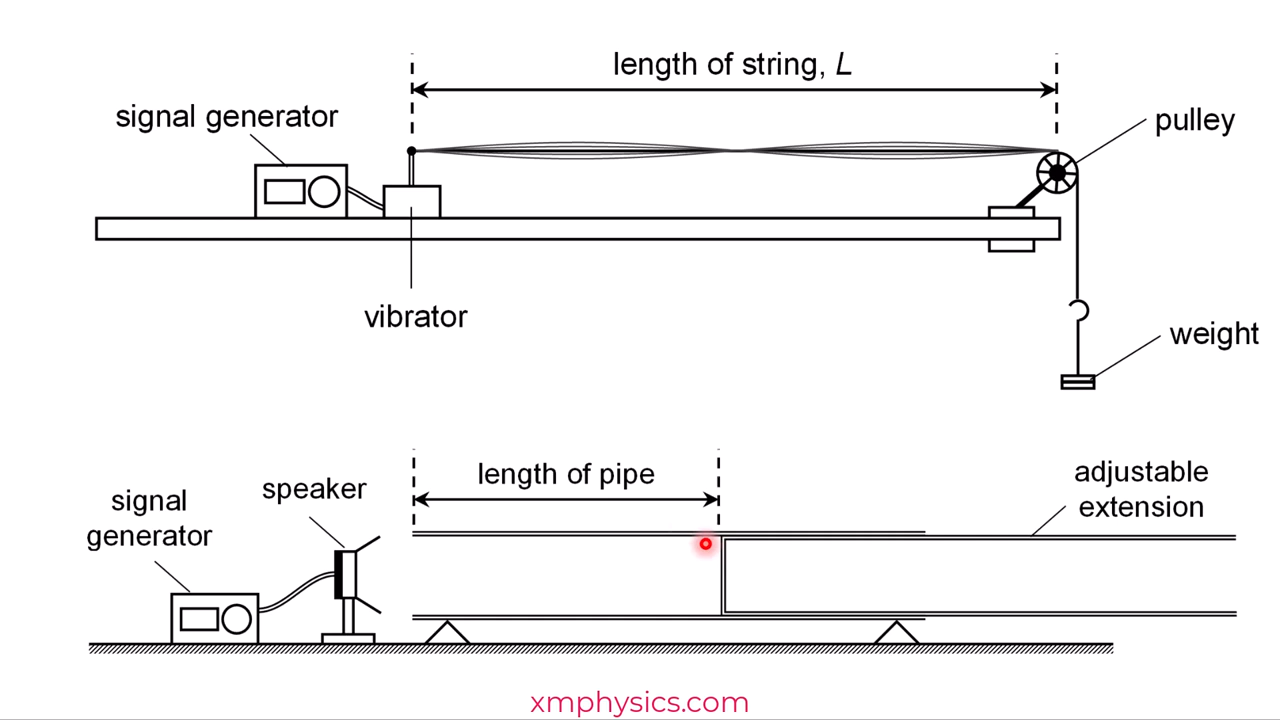 length of string, L
signal generator
pulley
vibrator
weight
length of pipe
adjustable
extension
speaker
signal
generator
xmphysics.com